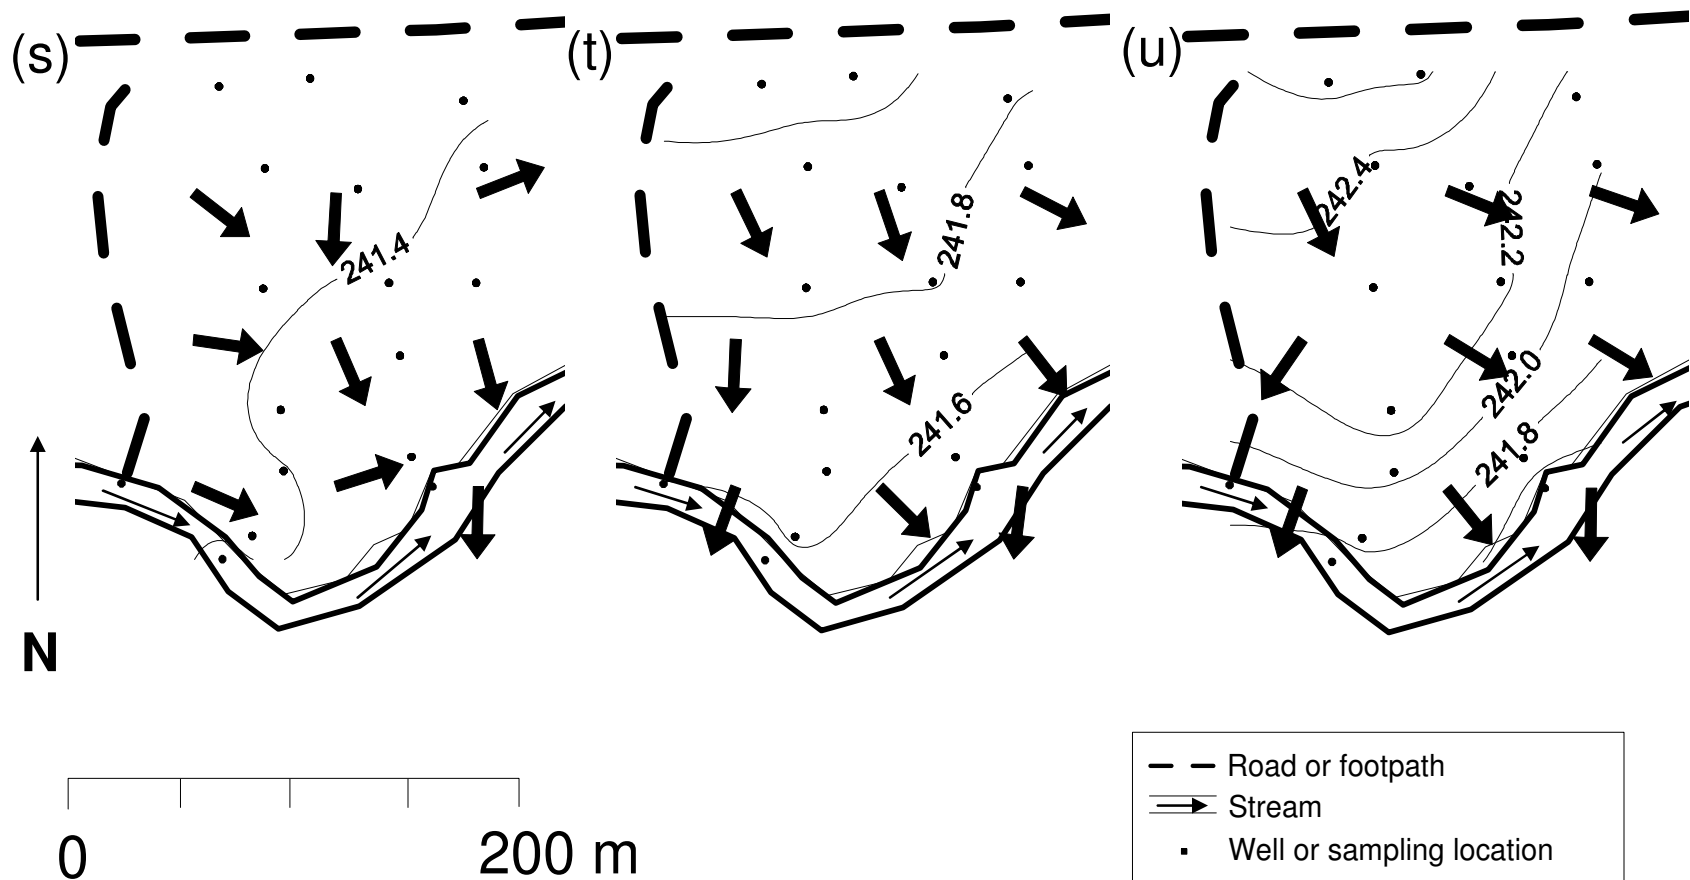 (s)
(t)
(u)
241.4
241.8
241.6
242.4
242.2
242.0
241.8
N
0
200 m
Road or footpath
Stream
Well or sampling location